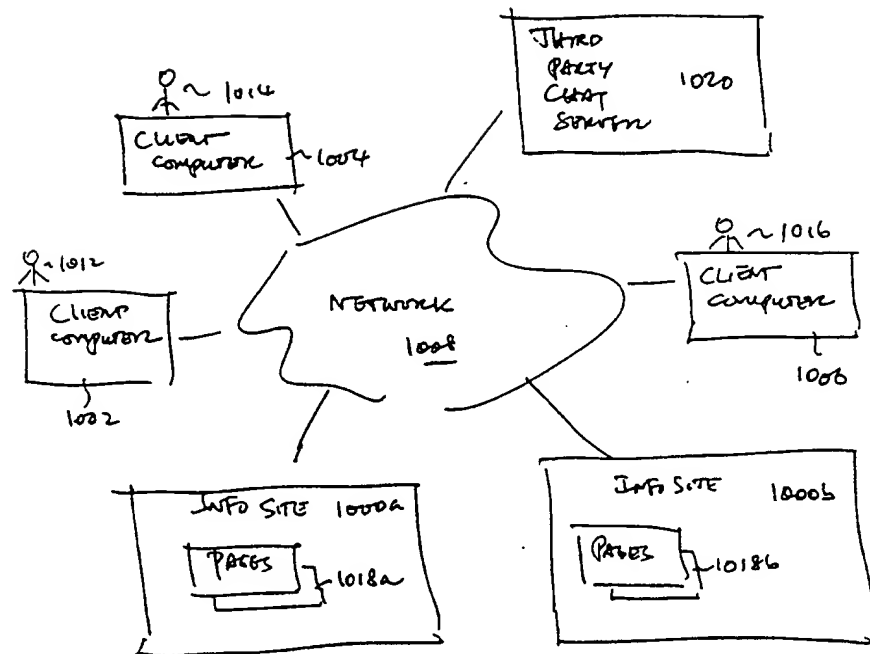 THIRD
PARTY
CHAT
SERVER
1020
1014
CLIENT
COMPUTER
1004
1012
CLIENT
COMPUTER
1002
NETWORK
1008
1016
CLIENT
COMPUTER
1006
INFO SITE 1000a
PAGES
1018a
INFO SITE 1000b
PAGES
1018b